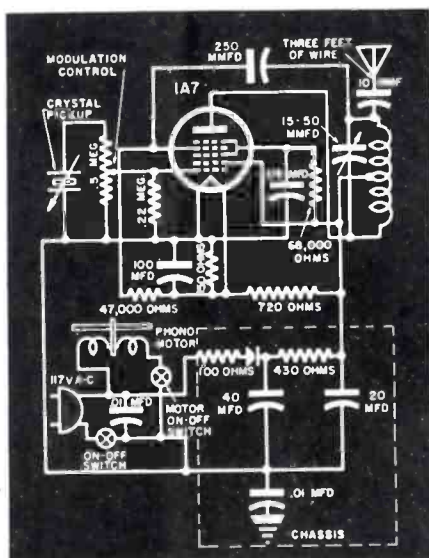 MODULATION
CONTROL
CRYSTAL
PICKUP
.5 MEG.
250
MMFD
1A7
THREE FEET
OF WIRE
10
15-50
MMFD
.22 MEG.
68,000
OHMS
100
MFD
47,000 OHMS
720 OHMS
PHONO
MOTOR
117V A-C
.01 MFD
MOTOR
ON-OFF
SWITCH
ON-OFF
SWITCH
100 OHMS
430 OHMS
40
MFD
20
MFD
.01 MFD
CHASSIS